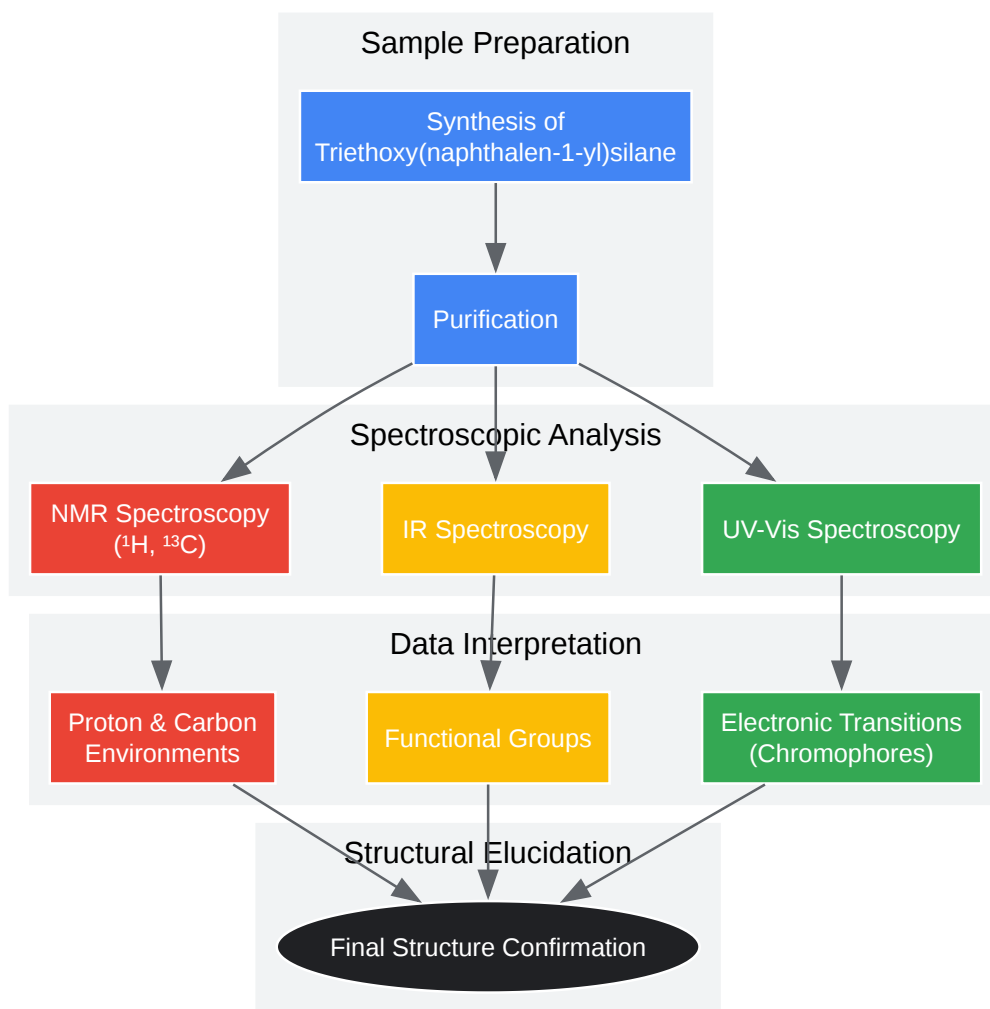 Sample Preparation
Synthesis of
Triethoxy(naphthalen-1-yl)silane
Purification
Spectroscopic Analysis
NMR Spectroscopy
(¹H, ¹³C)
IR Spectroscopy
UV-Vis Spectroscopy
Data Interpretation
Proton & Carbon
Environments
Functional Groups
Electronic Transitions
(Chromophores)
Structural Elucidation
Final Structure Confirmation